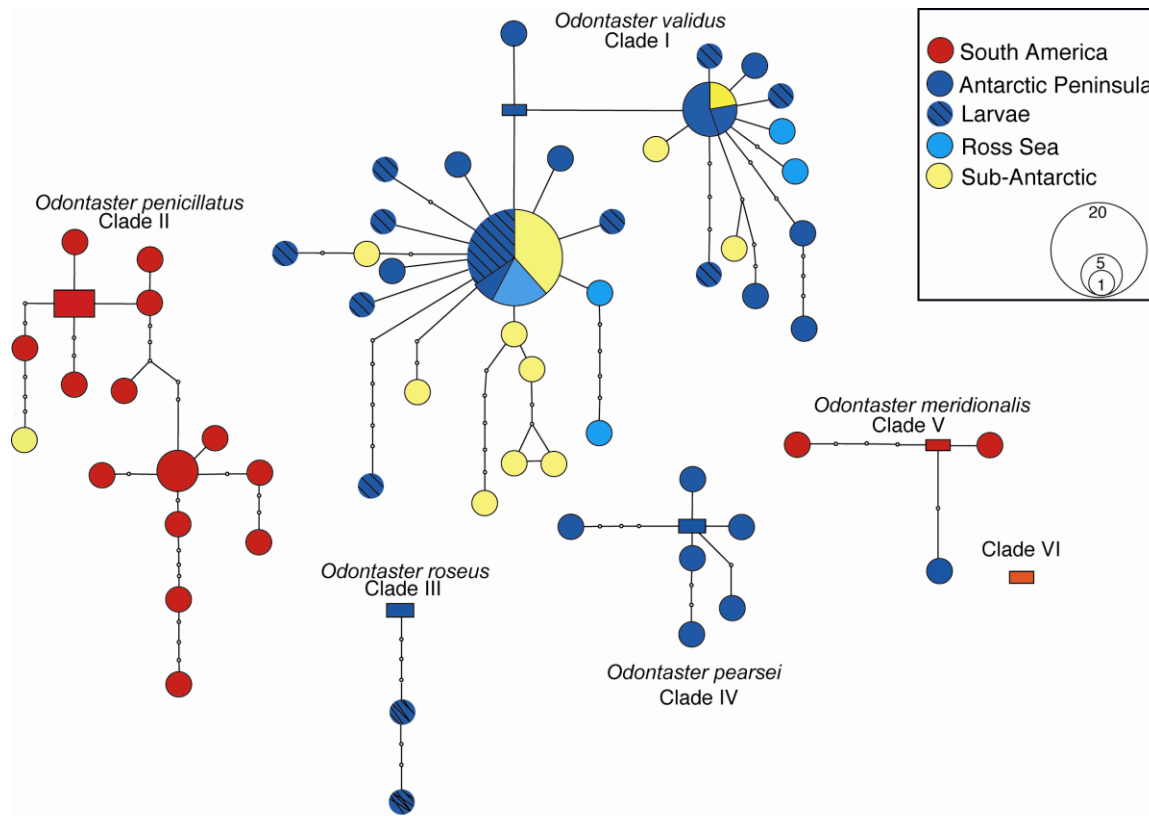 Odontaster validus
Clade I
South America
Antarctic Peninsula
Larvae
Ross Sea
Sub-Antarctic
20
5
1
Odontaster penicillatus
Clade II
Odontaster meridionalis
Clade V
Clade VI
Odontaster roseus
Clade III
Odontaster pearsei
Clade IV